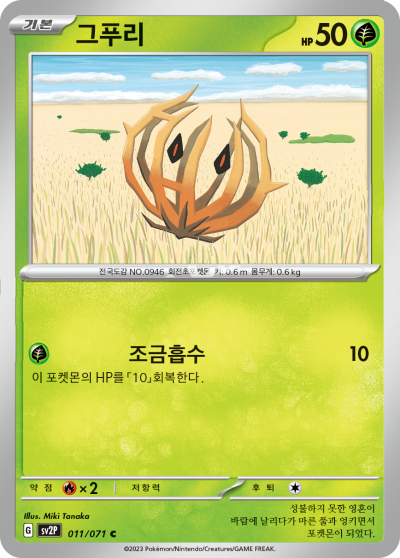 기본 그푸리 HP 50
전국도감 NO.0946 회전초포켓몬 키: 0.6 m 몸무게: 0.6 kg
조금흡수 10
이 포켓몬의 HP를 「10」 회복한다.
약점 ×2 저항력 후퇴
Illus. Miki Tanaka
G SV2P 011/071 C
성불하지 못한 영혼이
바람에 날리다가 마른 풀과 엉키면서
포켓몬이 되었다.
©2023 Pokémon/Nintendo/Creatures/GAME FREAK.